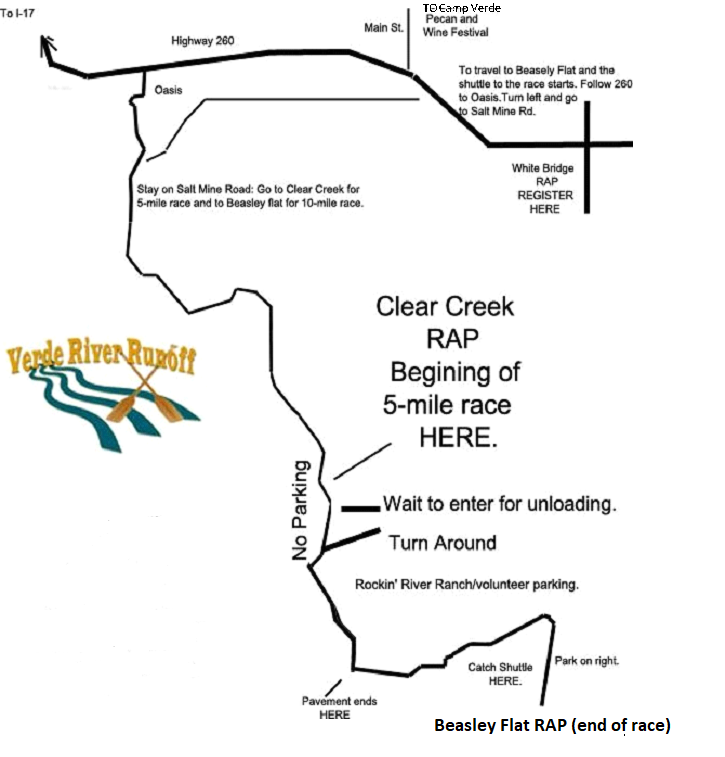 To I-17
TO Camp Verde
Pecan and
Wine Festival
Main St.
Highway 260
To travel to Beasely Flat and the
shuttle to the race starts. Follow 260
to Oasis.Turn left and go
to Salt Mine Rd.
Oasis
White Bridge
RAP
REGISTER
HERE
Stay on Salt Mine Road: Go to Clear Creek for
5-mile race and to Beasley flat for 10-mile race.
Clear Creek
RAP
Begining of
5-mile race
HERE.
Verde River Runoff
No Parking
Wait to enter for unloading.
Turn Around
Rockin' River Ranch/volunteer parking.
Catch Shuttle
HERE.
Park on right.
Pavement ends
HERE
Beasley Flat RAP (end of race)